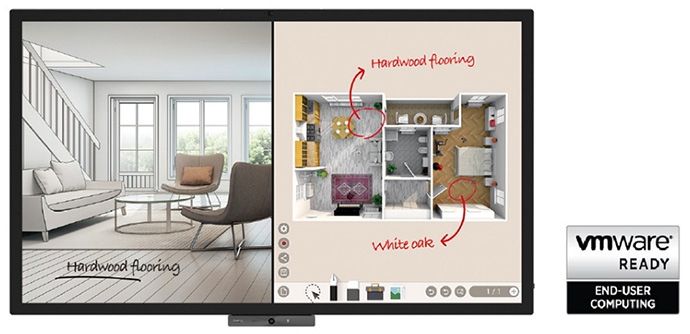 Hardwood flooring
Hardwood flooring
White oak
1 / 1
vmware®
READY
END-USER
COMPUTING